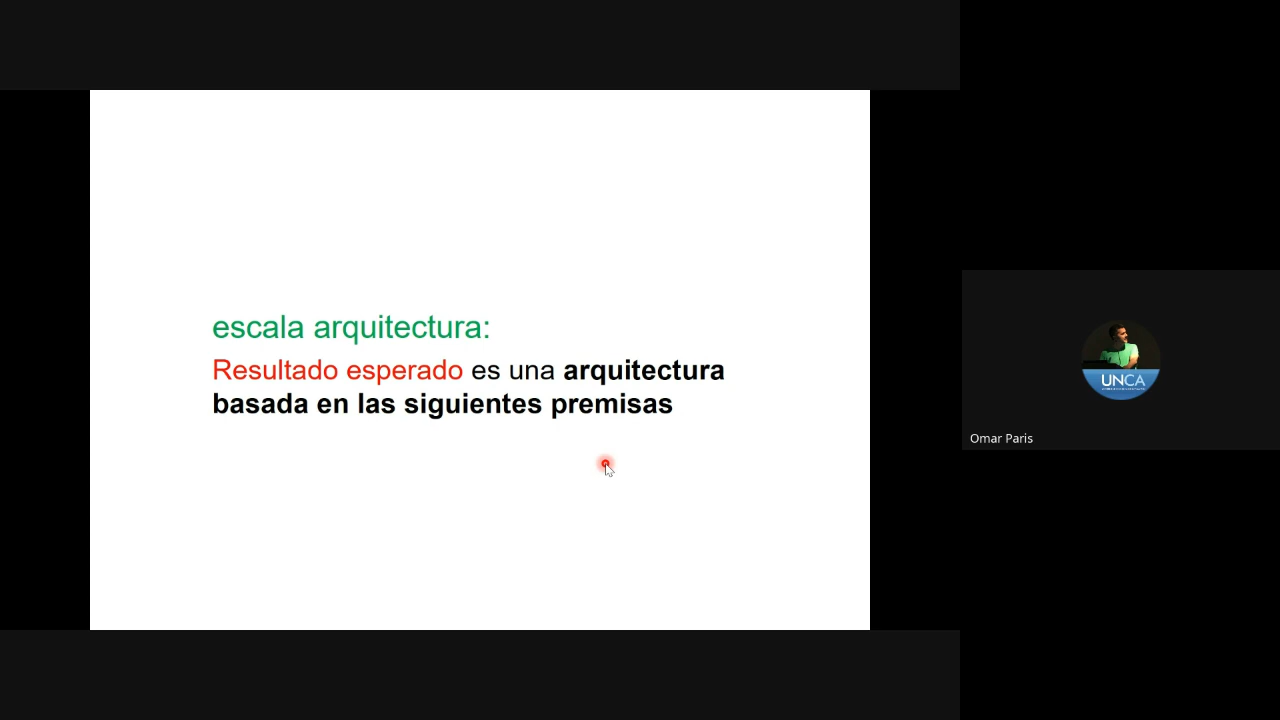 escala arquitectura:
Resultado esperado es una arquitectura
basada en las siguientes premisas
UNCA
Omar Paris